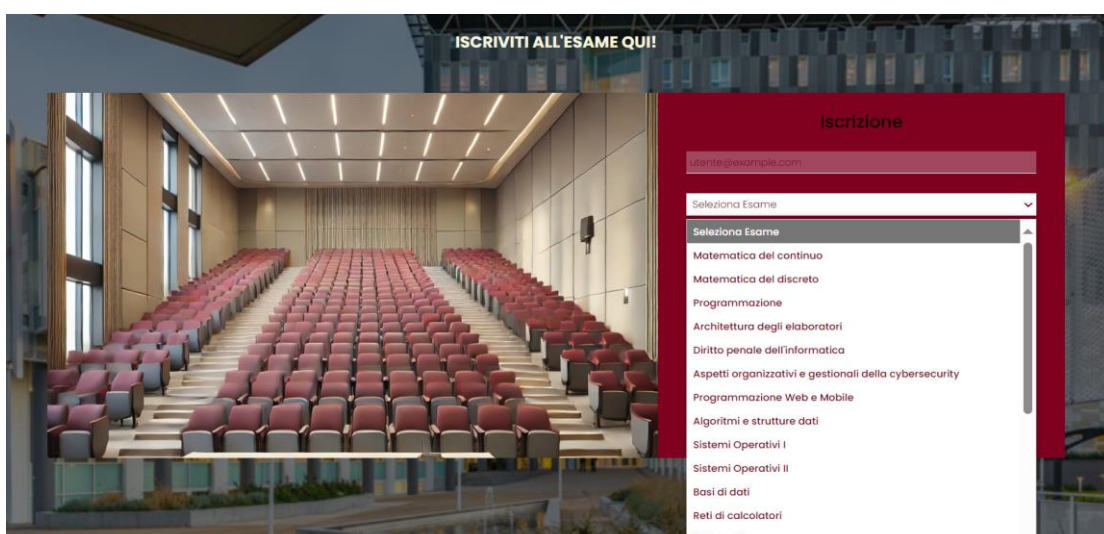 ISCRIVITI ALL'ESAME QUI!
Iscrizione
utente@example.com
Seleziona Esame
Seleziona Esame
Matematica del continuo
Matematica del discreto
Programmazione
Architettura degli elaboratori
Diritto penale dell'informatica
Aspetti organizzativi e gestionali della cybersecurity
Programmazione Web e Mobile
Algoritmi e strutture dati
Sistemi Operativi I
Sistemi Operativi II
Basi di dati
Reti di calcolatori